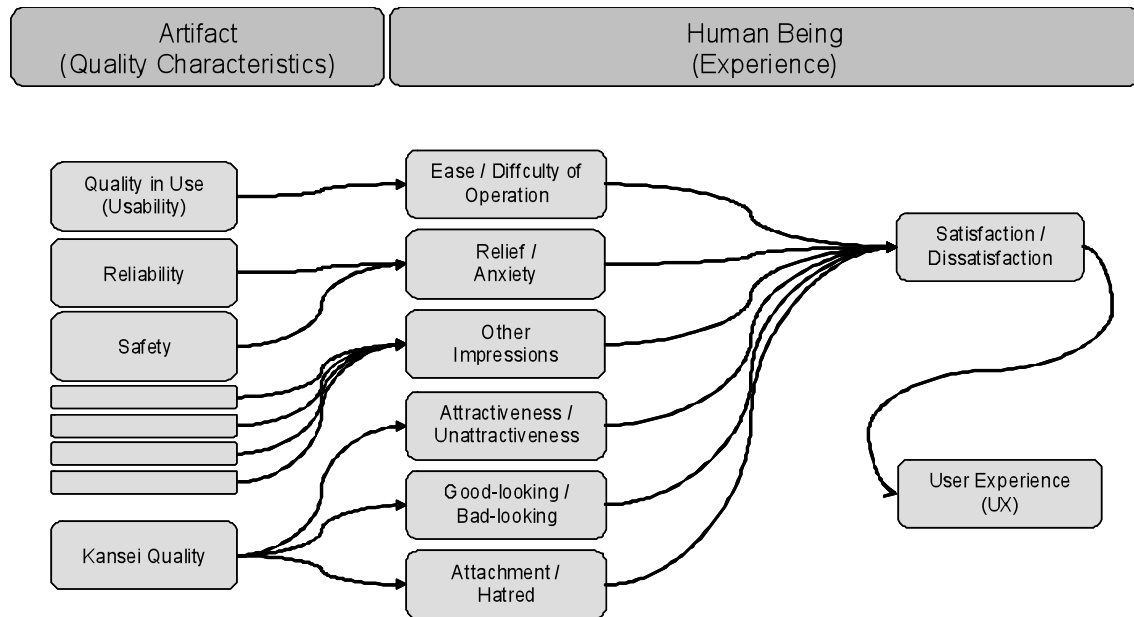 Artifact
(Quality Characteristics)
Human Being
(Experience)
Quality in Use
(Usability)
Reliability
Safety
Kansei Quality
Ease / Diffculty of
Operation
Relief /
Anxiety
Other
Impressions
Attractiveness /
Unattractiveness
Good-looking /
Bad-looking
Attachment /
Hatred
Satisfaction /
Dissatisfaction
User Experience
(UX)